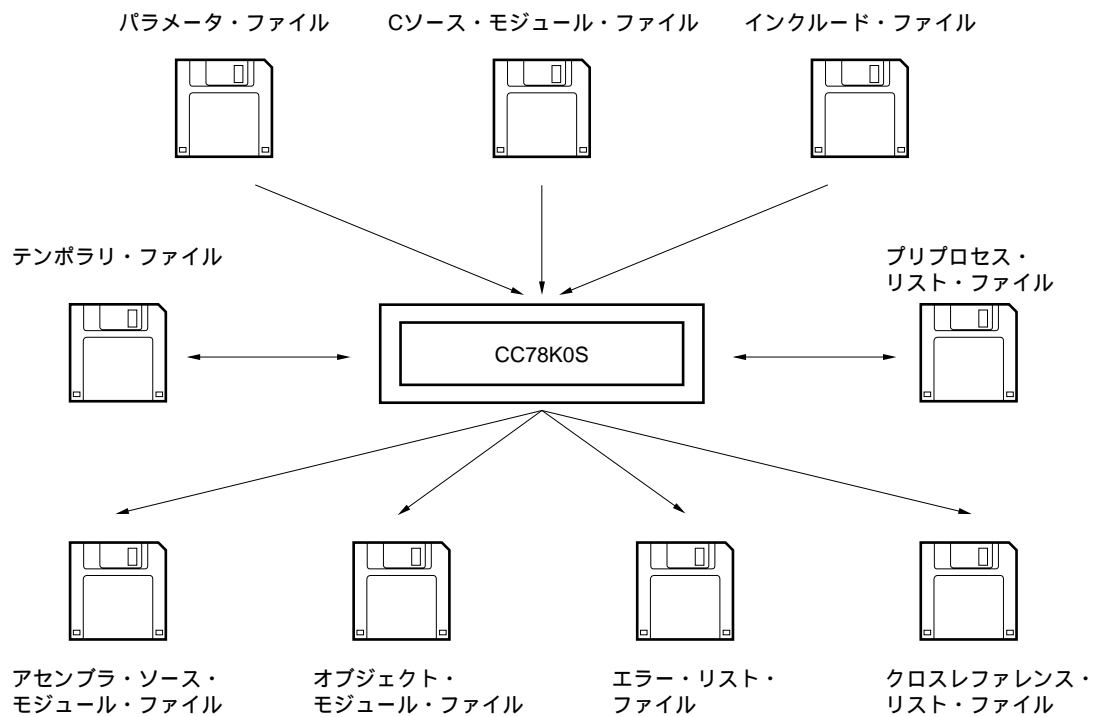 パラメータ・ファイル
Cソース・モジュール・ファイル
インクルード・ファイル
テンポラリ・ファイル
プリプロセス・
リスト・ファイル
CC78K0S
アセンブラ・ソース・
モジュール・ファイル
オブジェクト・
モジュール・ファイル
エラー・リスト・
ファイル
クロスレファレンス・
リスト・ファイル